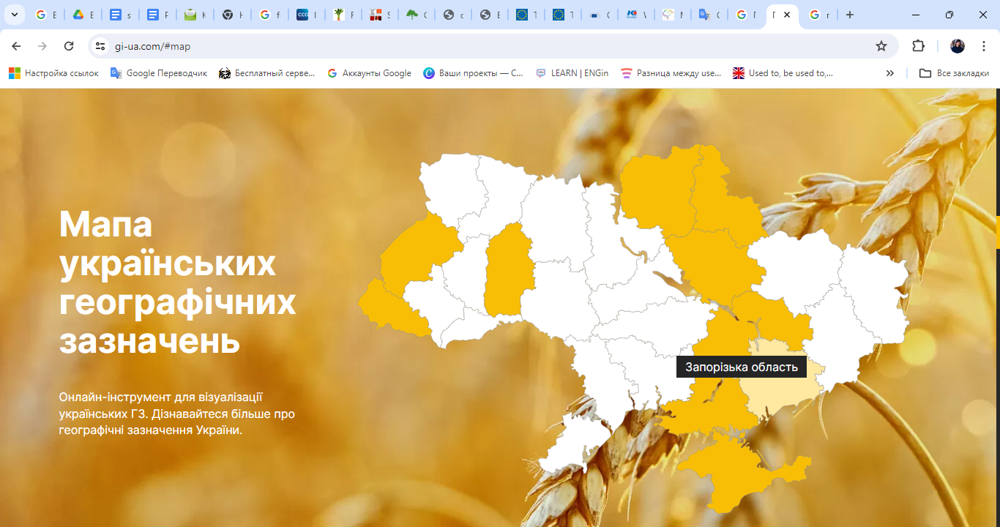 gi-ua.com/#map
Настройка ссылок
Google Переводчик
Бесплатный серве...
Аккаунты Google
Ваши проекты — С...
LEARN | ENGin
Разница между use...
Used to, be used to,...
Все закладки
Мапа
українських
географічних
зазначень
Онлайн-інструмент для візуалізації
українських ГЗ. Дізнавайтеся більше про
географічні зазначення України.
Запорізька область